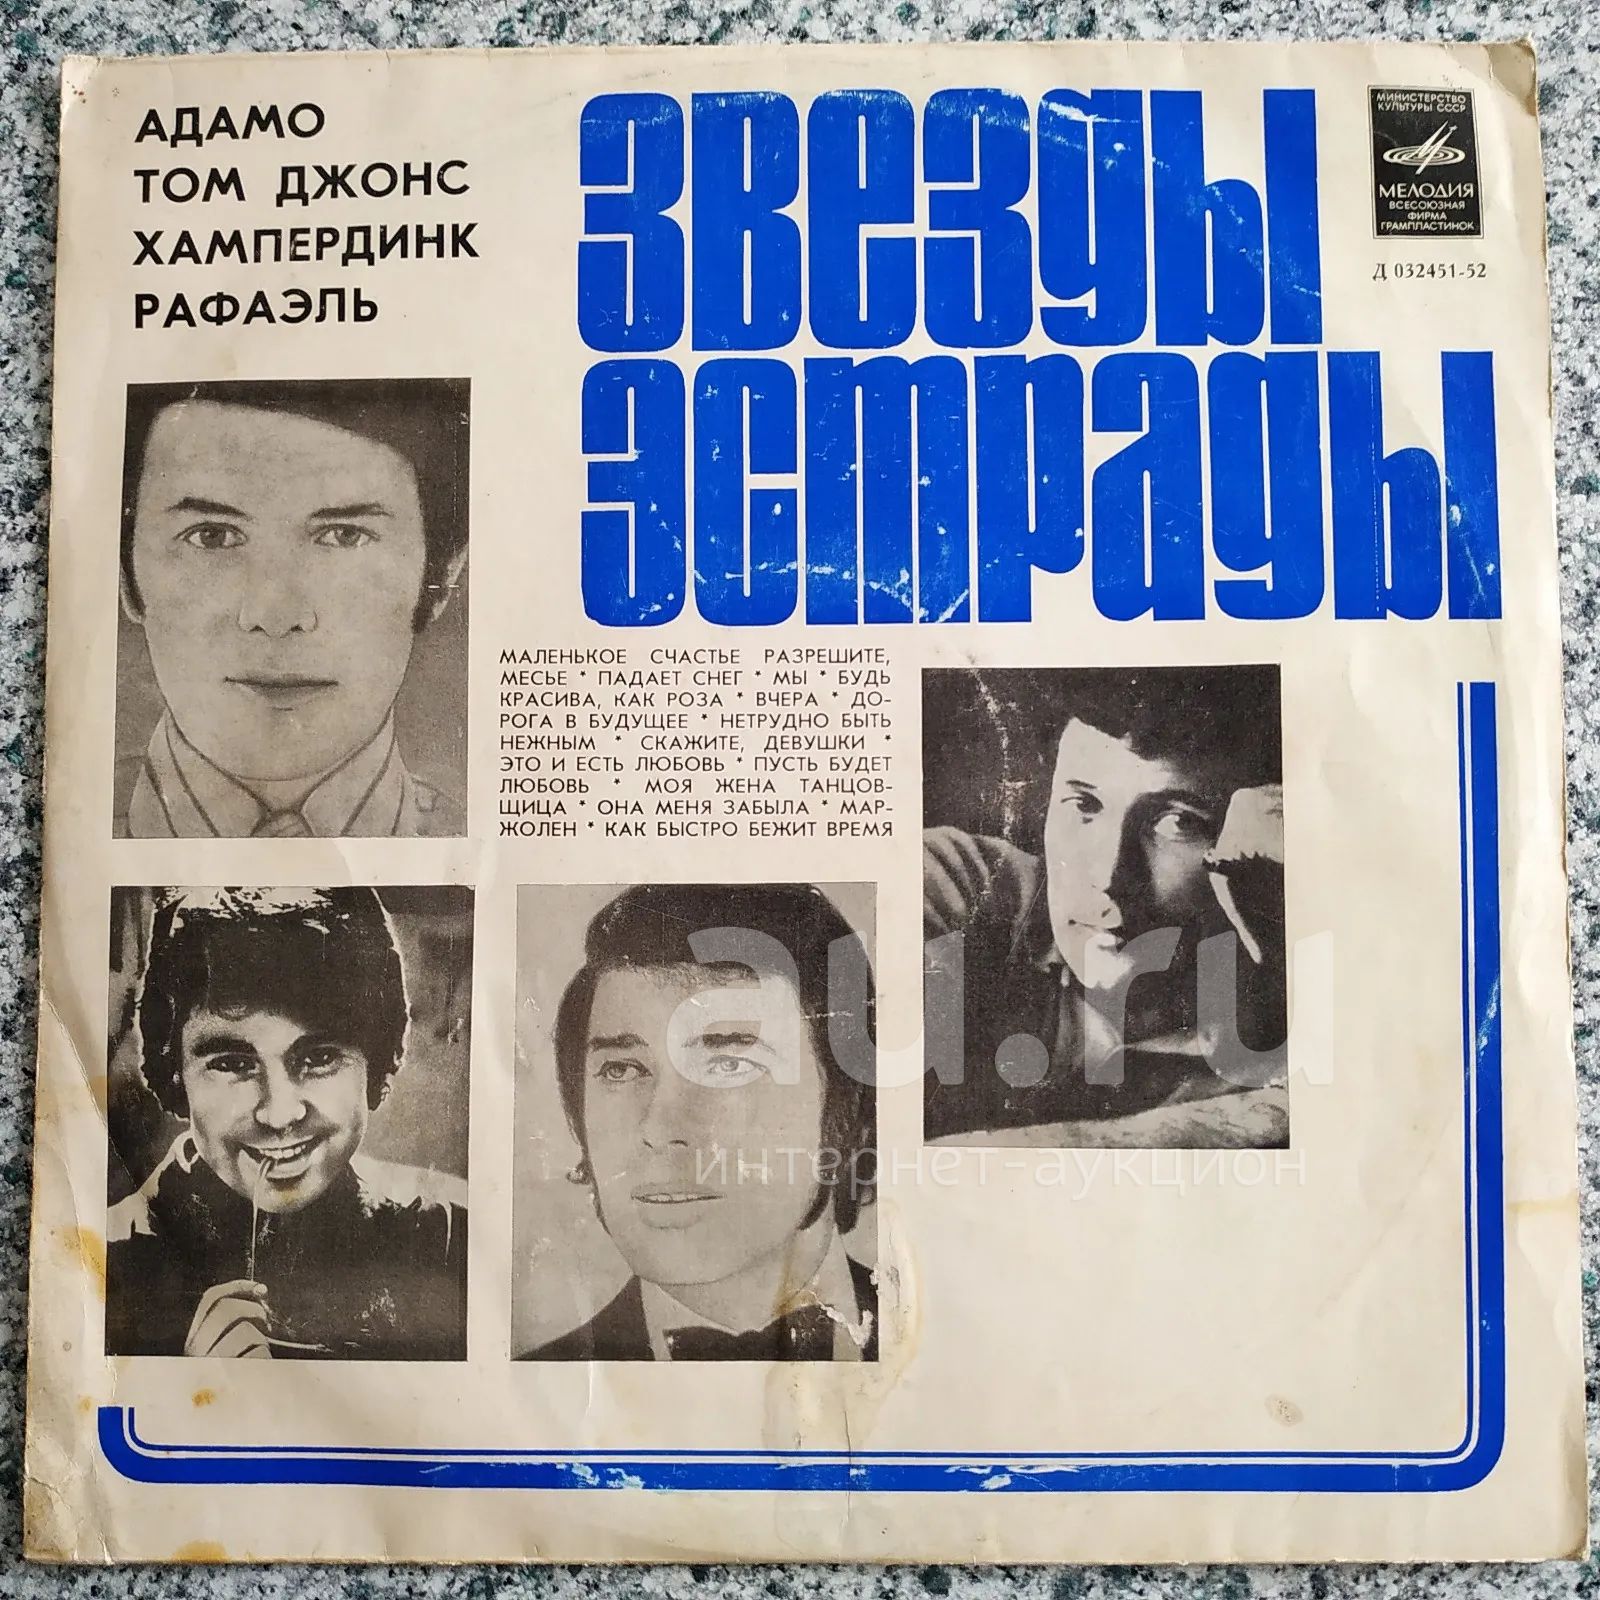 АДАМО
ТОМ ДЖОНС
ХАМПЕРДИНК
РАФАЭЛЬ
ЗВЕЗДЫ
ЭСТРАДЫ
МИНИСТЕРСТВО
КУЛЬТУРЫ СССР
МЕЛОДИЯ
ВСЕСОЮЗНАЯ
ФИРМА
ГРАМПЛАСТИНОК
Д 032451-52
МАЛЕНЬКОЕ СЧАСТЬЕ РАЗРЕШИТЕ,
МЕСЬЕ * ПАДАЕТ СНЕГ * МЫ * БУДЬ
КРАСИВА, КАК РОЗА * ВЧЕРА * ДО-
РОГА В БУДУЩЕЕ * НЕТРУДНО БЫТЬ
НЕЖНЫМ * СКАЖИТЕ, ДЕВУШКИ *
ЭТО И ЕСТЬ ЛЮБОВЬ * ПУСТЬ БУДЕТ
ЛЮБОВЬ * МОЯ ЖЕНА ТАНЦОВ-
ЩИЦА * ОНА МЕНЯ ЗАБЫЛА * МАР-
ЖОЛЕН * КАК БЫСТРО БЕЖИТ ВРЕМЯ
au.ru
интернет-аукцион